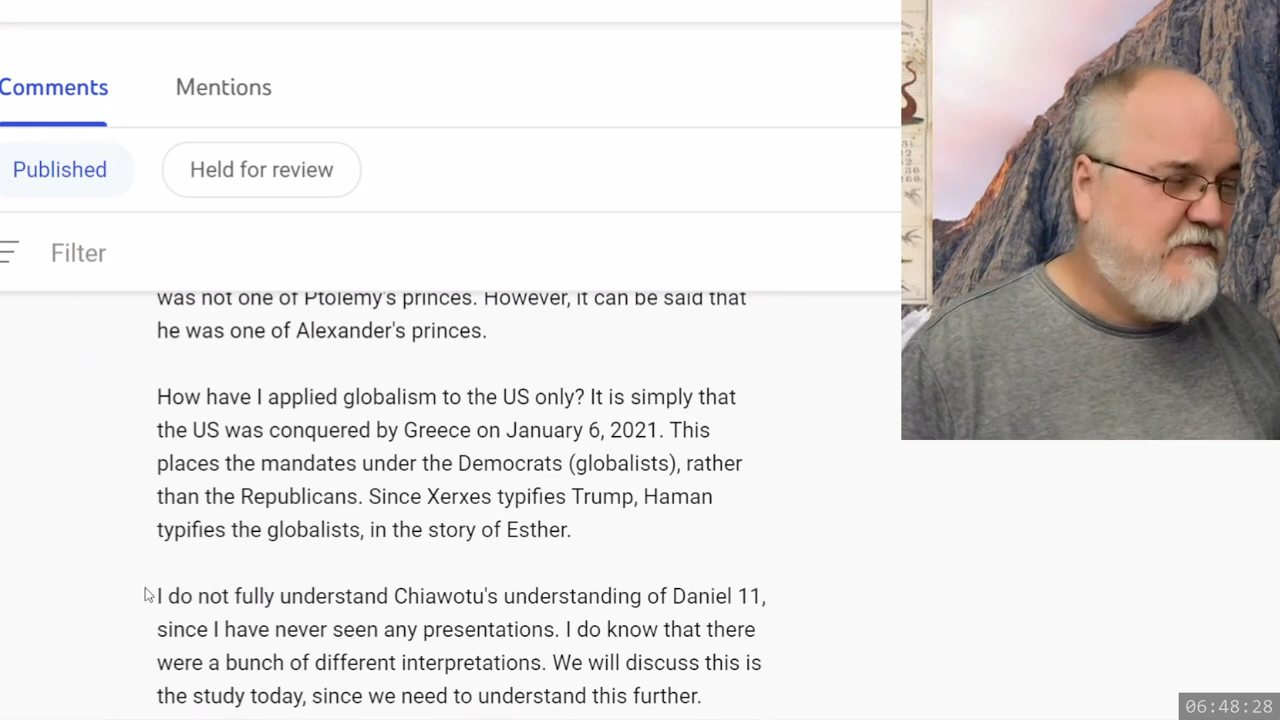 Comments
Mentions
Published
Held for review
Filter
was not one of Ptolemy's princes. However, it can be said that
he was one of Alexander's princes.
How have I applied globalism to the US only? It is simply that
the US was conquered by Greece on January 6, 2021. This
places the mandates under the Democrats (globalists), rather
than the Republicans. Since Xerxes typifies Trump, Haman
typifies the globalists, in the story of Esther.
I do not fully understand Chiawotu's understanding of Daniel 11,
since I have never seen any presentations. I do know that there
were a bunch of different interpretations. We will discuss this is
the study today, since we need to understand this further.
06:48:28